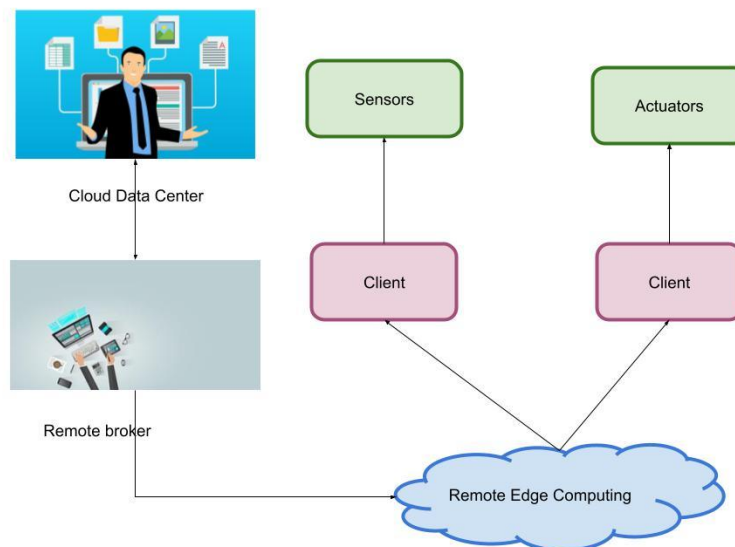 Sensors
Actuators
Cloud Data Center
Client
Client
Remote broker
Remote Edge Computing